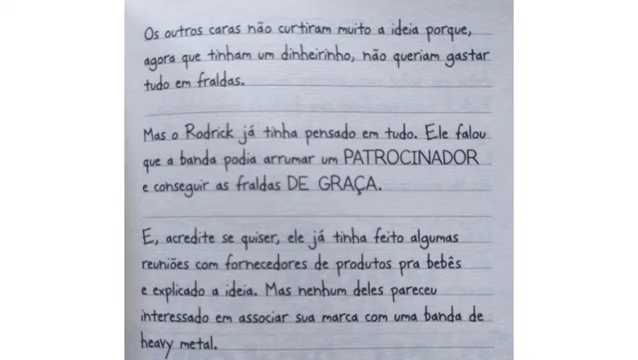 Os outros caras não curtiram muito a ideia porque,
agora que tinham um dinheirinho, não queriam gastar
tudo em fraldas.
Mas o Rodrick já tinha pensado em tudo. Ele falou
que a banda podia arrumar um PATROCINADOR
e conseguir as fraldas DE GRAÇA.
E, acredite se quiser, ele já tinha feito algumas
reuniões com fornecedores de produtos pra bebês
e explicado a ideia. Mas nenhum deles pareceu
interessado em associar sua marca com uma banda de
heavy metal.